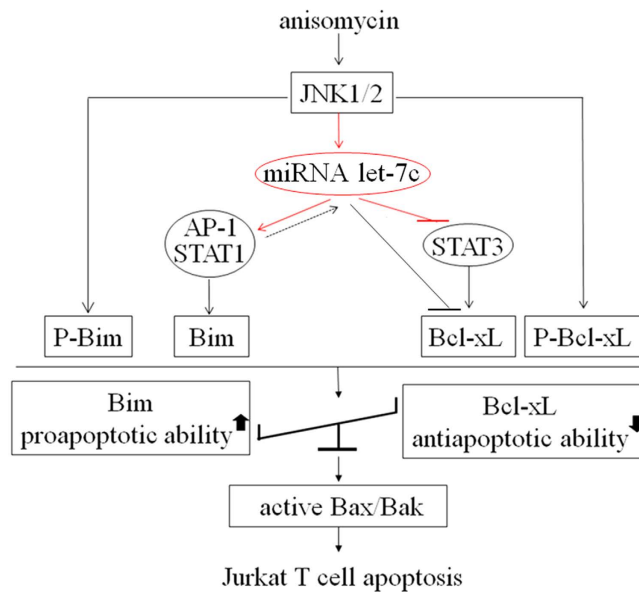 anisomycin
JNK1/2
miRNA let-7c
AP-1
STAT1
STAT3
P-Bim
Bim
Bcl-xL
P-Bcl-xL
Bim
proapoptotic ability
Bcl-xL
antiapoptotic ability
active Bax/Bak
Jurkat T cell apoptosis